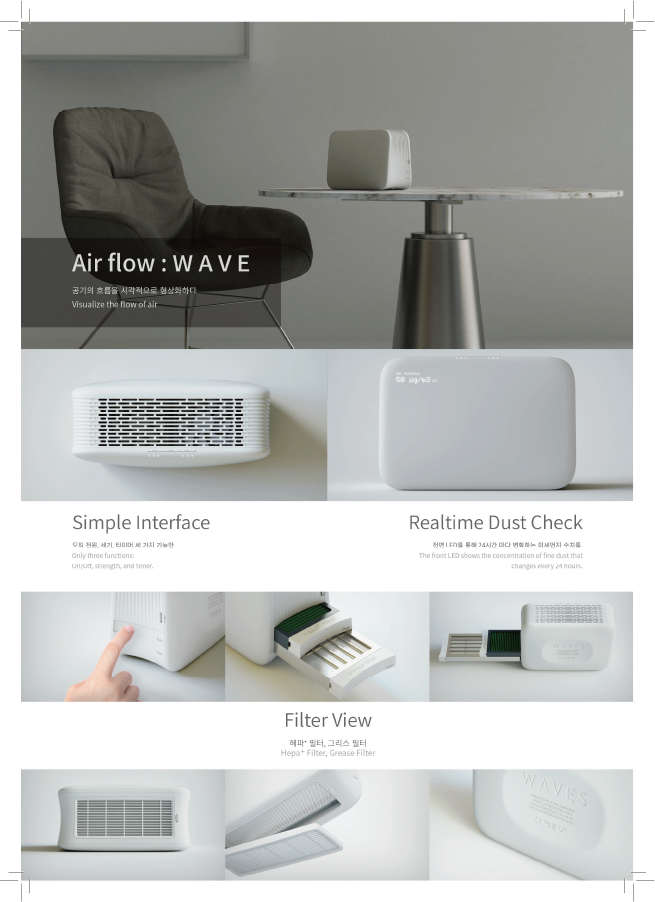 Air flow : W A V E
공기의 흐름을 시각적으로 형상화하다
Visualize the flow of air
50 µg/m3
Simple Interface
오직 전원, 세기, 타이머 세 가지 기능만
Only three functions:
On/Off, strength, and timer.
Realtime Dust Check
전면 LED를 통해 24시간 마다 변화하는 미세먼지 수치를
The front LED shows the concentration of fine dust that
changes every 24 hours.
WAVES
Filter View
헤파⁺ 필터, 그리스 필터
Hepa⁺ Filter, Grease Filter
WAVES